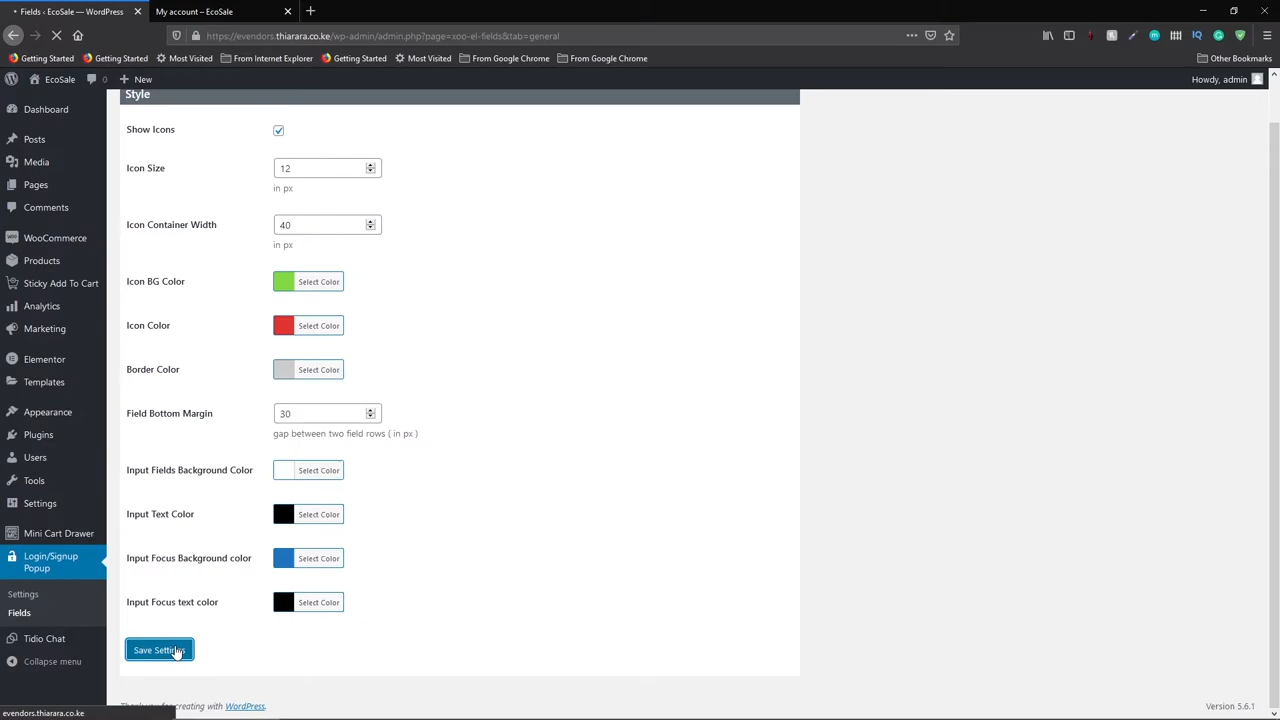 Fields ‹ EcoSale — WordPress
My account – EcoSale
https://evendors.thiarara.co.ke/wp-admin/admin.php?page=xoo-el-fields&tab=general
Getting Started
Getting Started
Most Visited
From Internet Explorer
Getting Started
Most Visited
From Google Chrome
From Google Chrome
Other Bookmarks
EcoSale
0
New
Howdy, admin
Dashboard
Posts
Media
Pages
Comments
WooCommerce
Products
Sticky Add To Cart
Analytics
Marketing
Elementor
Templates
Appearance
Plugins
Users
Tools
Settings
Mini Cart Drawer
Login/Signup
Popup
Settings
Fields
Tidio Chat
Collapse menu
evendors.thiarara.co.ke
Style
Show Icons
Icon Size
12
in px
Icon Container Width
40
in px
Icon BG Color
Select Color
Icon Color
Select Color
Border Color
Select Color
Field Bottom Margin
30
gap between two field rows ( in px )
Input Fields Background Color
Select Color
Input Text Color
Select Color
Input Focus Background color
Select Color
Input Focus text color
Select Color
Save Settings
Thank you for creating with WordPress.
Version 5.6.1